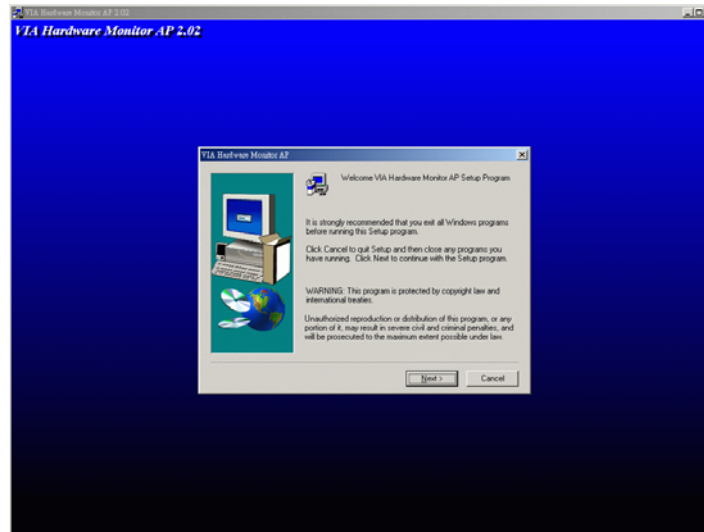 VIA Hardware Monitor AP 2.02
VIA Hardware Monitor AP 2.02
VIA Hardware Monitor AP
Welcome VIA Hardware Monitor AP Setup Program
It is strongly recommended that you exit all Windows programs
before running this Setup program.
Click Cancel to quit Setup and then close any programs you
have running. Click Next to continue with the Setup program.
WARNING: This program is protected by copyright law and
international treaties.
Unauthorized reproduction or distribution of this program, or any
portion of it, may result in severe civil and criminal penalties, and
will be prosecuted to the maximum extent possible under law.
Next >
Cancel